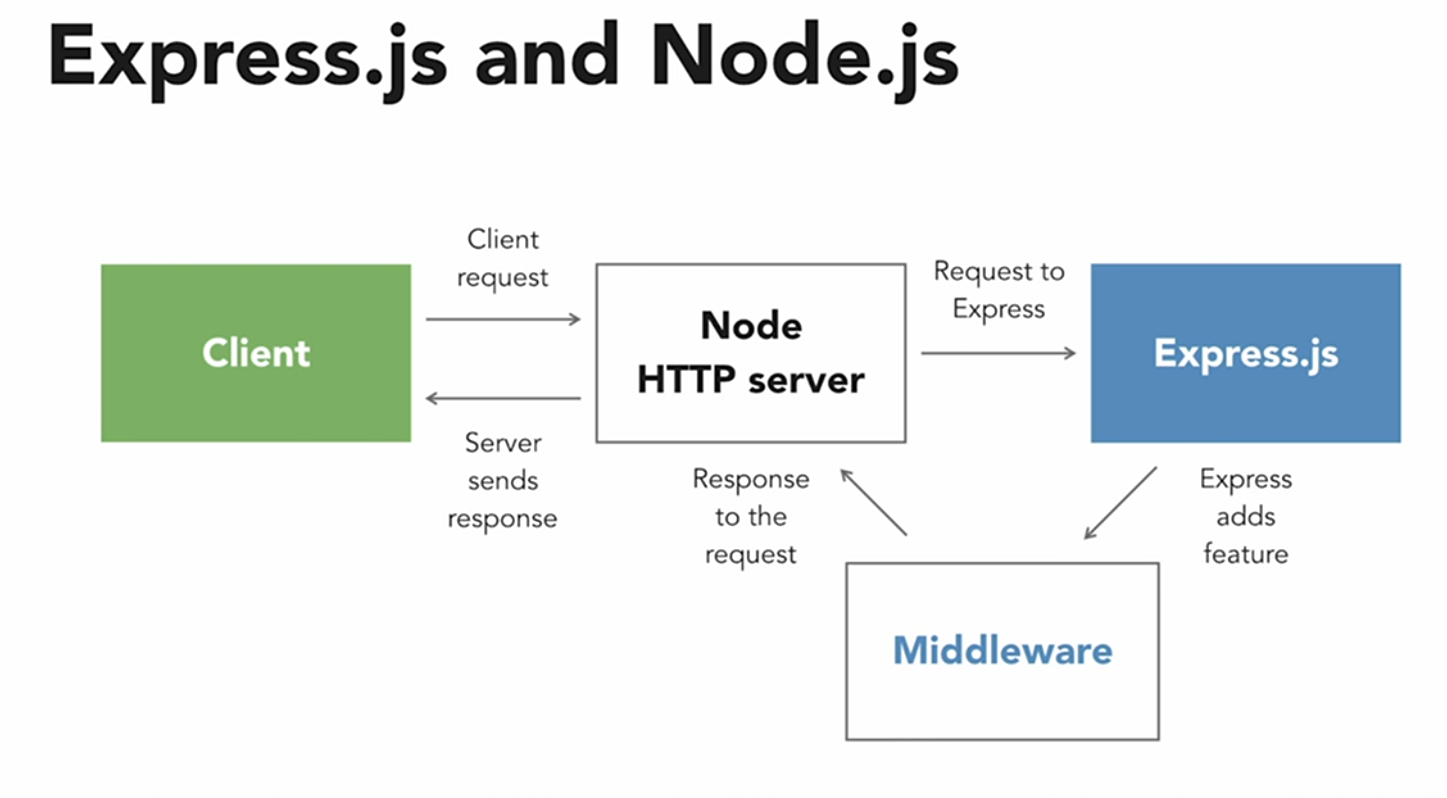 Express.js and Node.js
Client
request
Client
Server
sends
response
Node
HTTP server
Request to
Express
Express.js
Response
to the
request
Express
adds
feature
Middleware